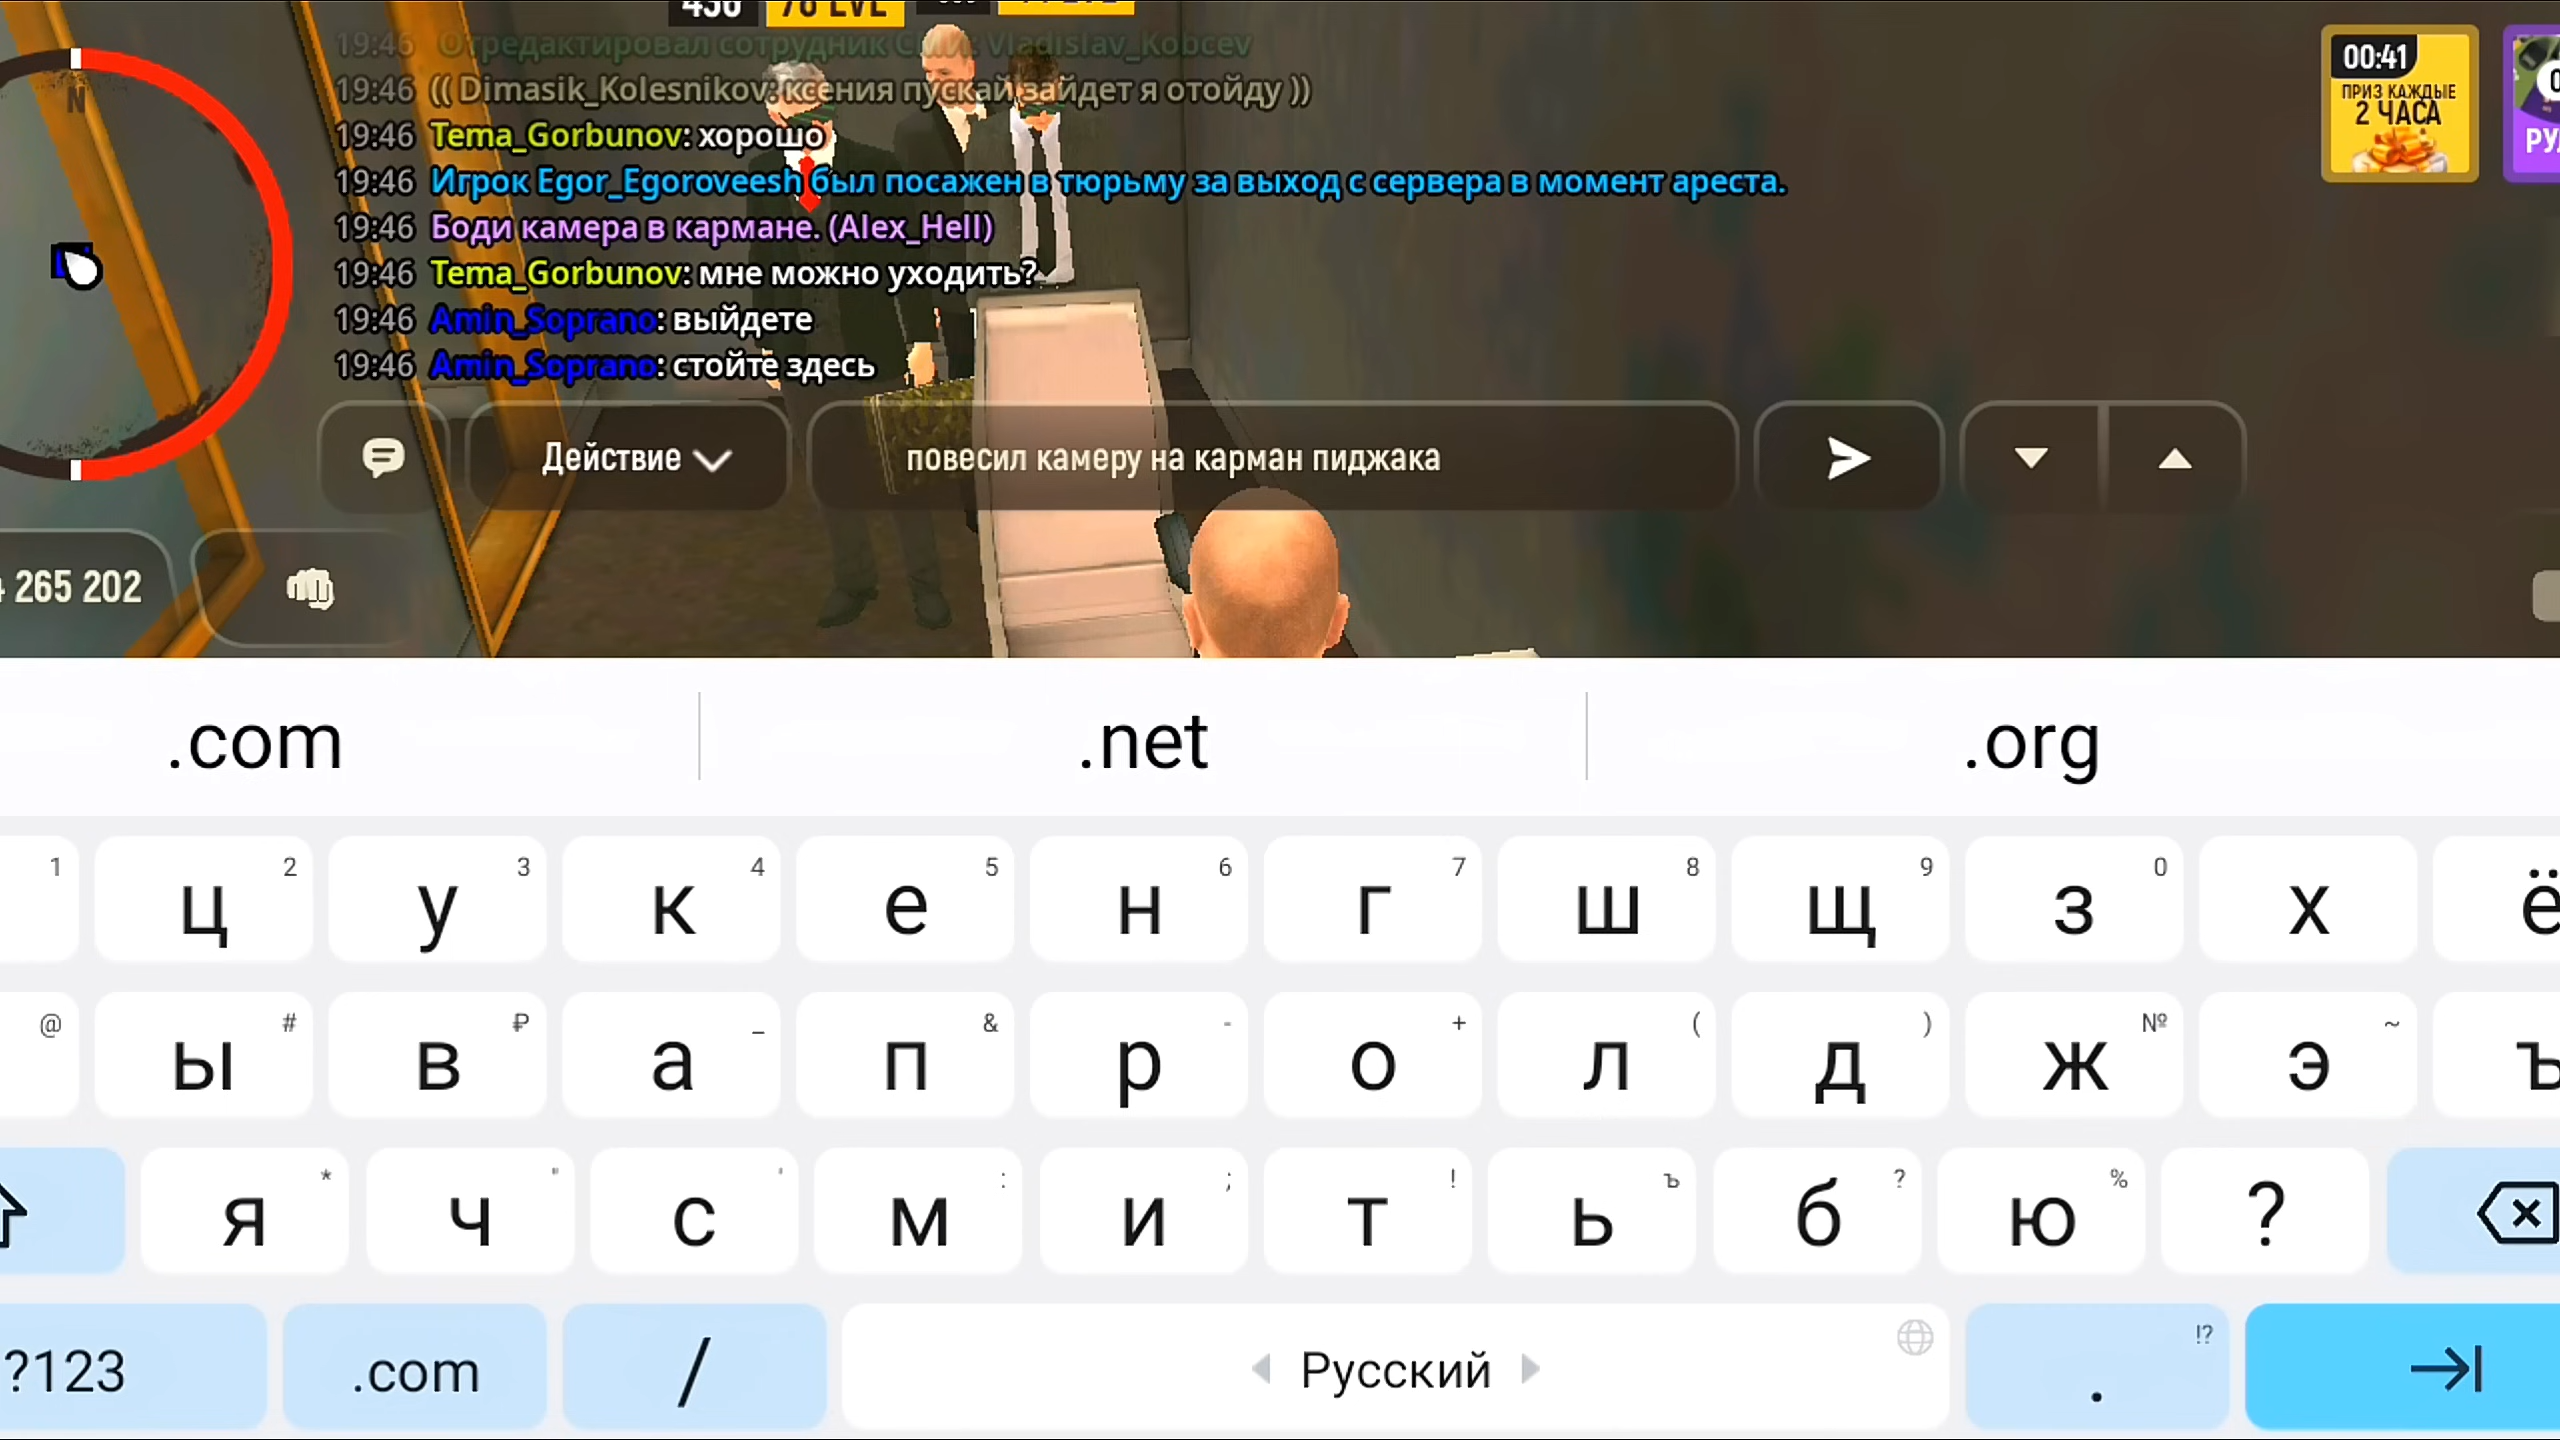 436 76 LVL
19:46 Отредактировал сотрудник СМИ: Vladislav_Kobcev
19:46 (( Dimasik_Kolesnikov: ксения пускай зайдет я отойду ))
19:46 Tema_Gorbunov: хорошо
19:46 Игрок Egor_Egoroveesh был посажен в тюрьму за выход с сервера в момент ареста.
19:46 Боди камера в кармане. (Alex_Hell)
19:46 Tema_Gorbunov: мне можно уходить?
19:46 Amin_Soprano: выйдете
19:46 Amin_Soprano: стойте здесь
N
00:41
ПРИЗ КАЖДЫЕ
2 ЧАСА
Действие повесил камеру на карман пиджака
265 202
.com .net .org
1 2 3 4 5 6 7 8 9 0
ц у к е н г ш щ з х ё
@ # ₽ _ & - + ( ) № ~
ы в а п р о л д ж э ъ
* " ' : ; ! ъ ? %
я ч с м и т ь б ю ?
?123 .com / Русский . !?